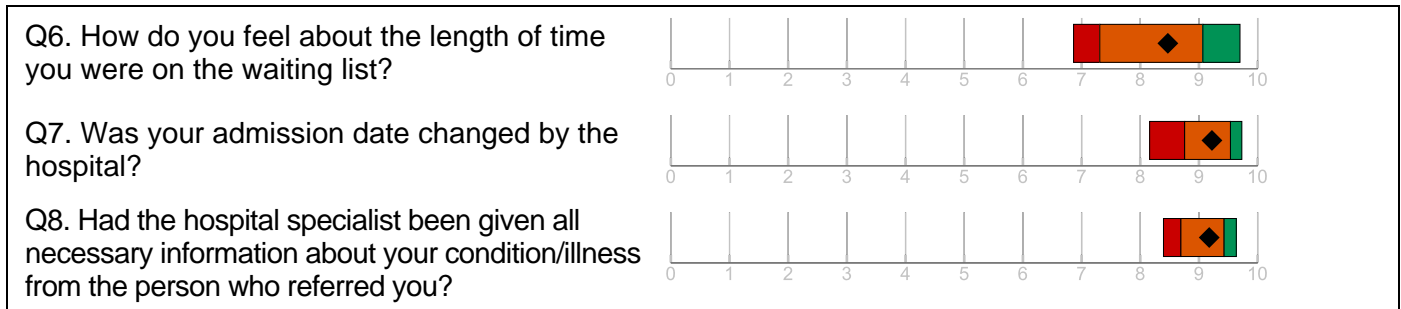 Q6. How do you feel about the length of time
you were on the waiting list?
0 1 2 3 4 5 6 7 8 9 10
Q7. Was your admission date changed by the
hospital?
0 1 2 3 4 5 6 7 8 9 10
Q8. Had the hospital specialist been given all
necessary information about your condition/illness
from the person who referred you?
0 1 2 3 4 5 6 7 8 9 10